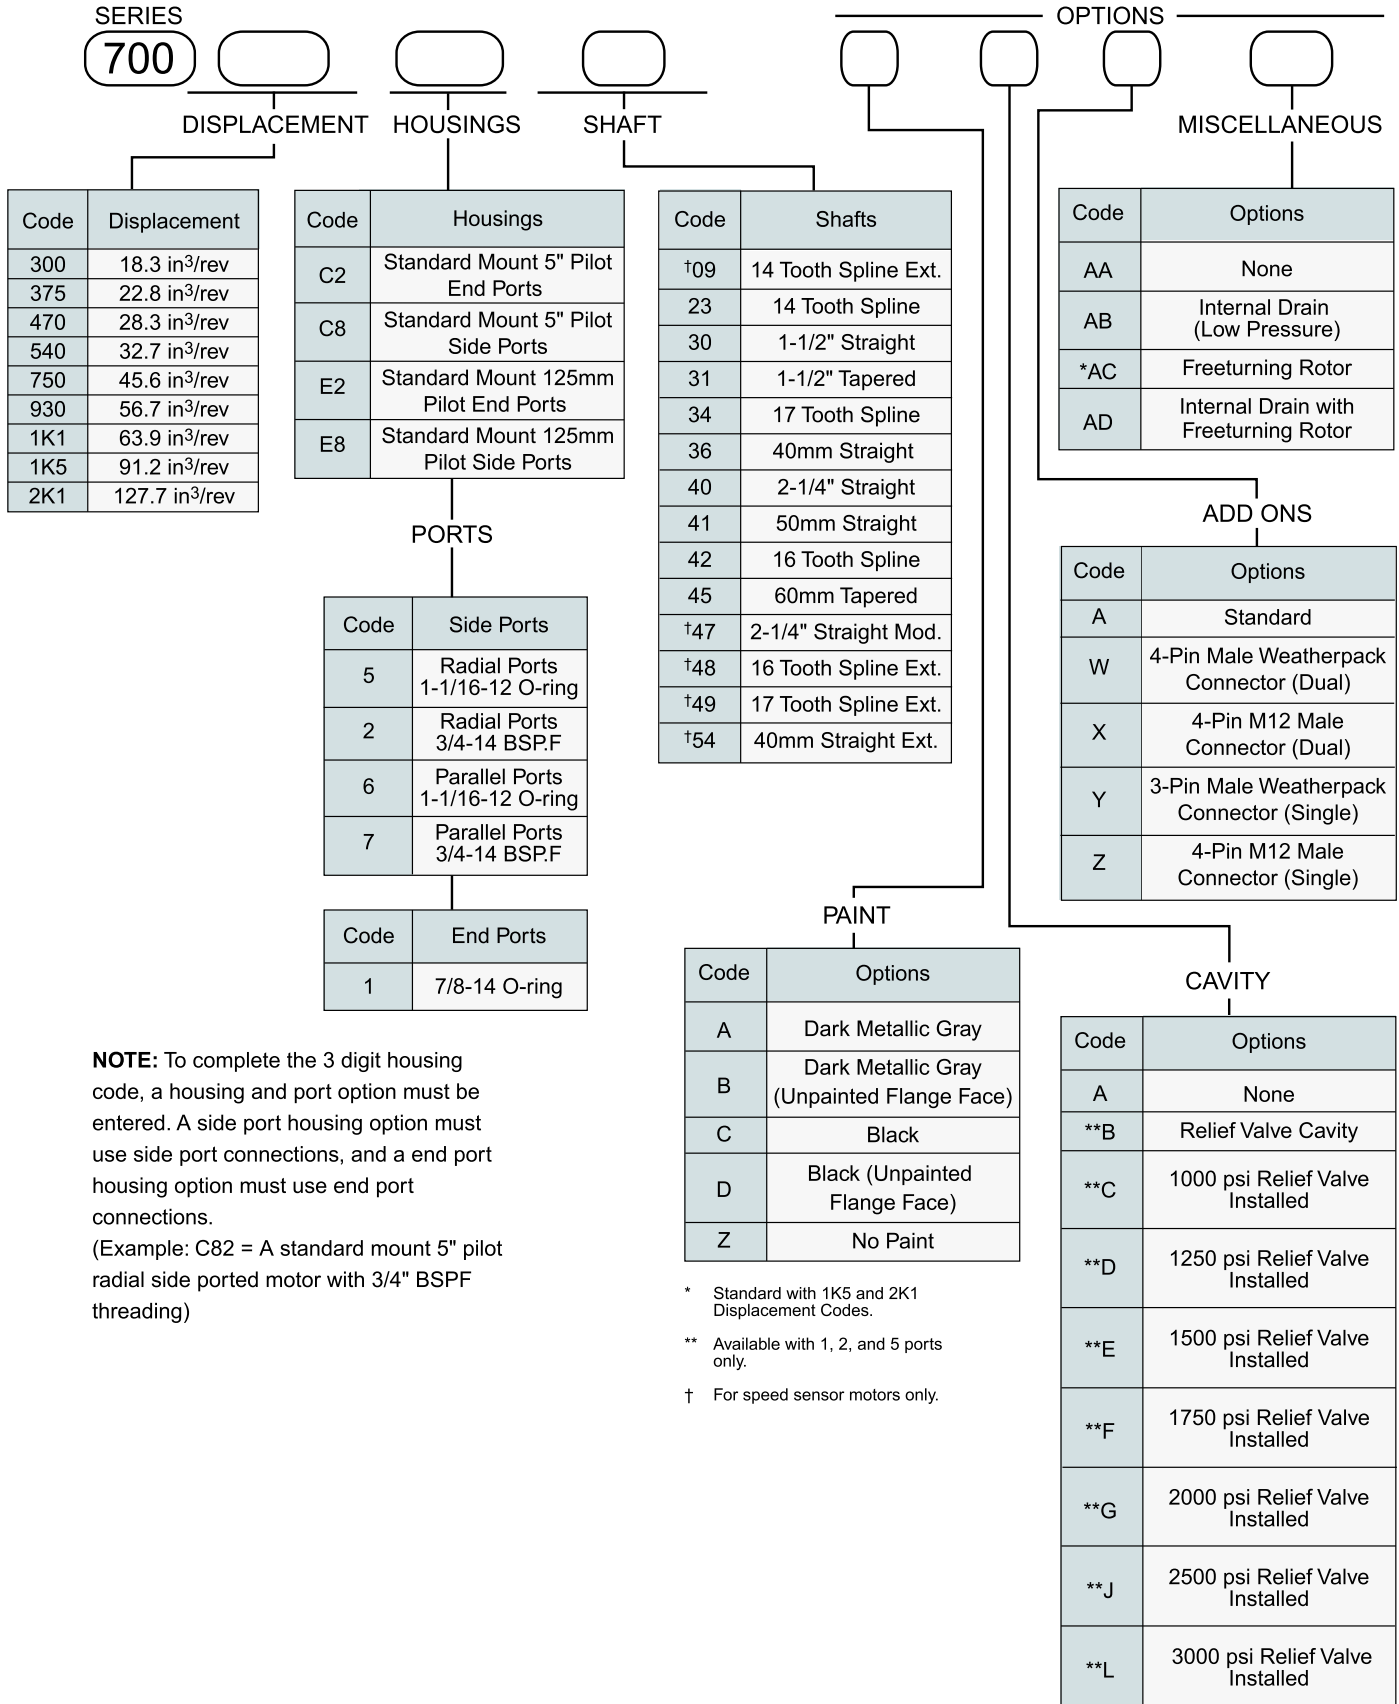 SERIES
OPTIONS
700
DISPLACEMENT
HOUSINGS
SHAFT
MISCELLANEOUS
Code Displacement
300 18.3 in³/rev
375 22.8 in³/rev
470 28.3 in³/rev
540 32.7 in³/rev
750 45.6 in³/rev
930 56.7 in³/rev
1K1 63.9 in³/rev
1K5 91.2 in³/rev
2K1 127.7 in³/rev
Code Housings
C2 Standard Mount 5" Pilot
End Ports
C8 Standard Mount 5" Pilot
Side Ports
E2 Standard Mount 125mm
Pilot End Ports
E8 Standard Mount 125mm
Pilot Side Ports
PORTS
Code Side Ports
5 Radial Ports
1-1/16-12 O-ring
2 Radial Ports
3/4-14 BSP.F
6 Parallel Ports
1-1/16-12 O-ring
7 Parallel Ports
3/4-14 BSP.F
Code End Ports
1 7/8-14 O-ring
NOTE: To complete the 3 digit housing
code, a housing and port option must be
entered. A side port housing option must
use side port connections, and a end port
housing option must use end port
connections.
(Example: C82 = A standard mount 5" pilot
radial side ported motor with 3/4" BSPF
threading)
Code Shafts
†09 14 Tooth Spline Ext.
23 14 Tooth Spline
30 1-1/2" Straight
31 1-1/2" Tapered
34 17 Tooth Spline
36 40mm Straight
40 2-1/4" Straight
41 50mm Straight
42 16 Tooth Spline
45 60mm Tapered
†47 2-1/4" Straight Mod.
†48 16 Tooth Spline Ext.
†49 17 Tooth Spline Ext.
†54 40mm Straight Ext.
PAINT
Code Options
A Dark Metallic Gray
B Dark Metallic Gray
(Unpainted Flange Face)
C Black
D Black (Unpainted
Flange Face)
Z No Paint
* Standard with 1K5 and 2K1
Displacement Codes.
** Available with 1, 2, and 5 ports
only.
† For speed sensor motors only.
Code Options
AA None
AB Internal Drain
(Low Pressure)
*AC Freeturning Rotor
AD Internal Drain with
Freeturning Rotor
ADD ONS
Code Options
A Standard
W 4-Pin Male Weatherpack
Connector (Dual)
X 4-Pin M12 Male
Connector (Dual)
Y 3-Pin Male Weatherpack
Connector (Single)
Z 4-Pin M12 Male
Connector (Single)
CAVITY
Code Options
A None
**B Relief Valve Cavity
**C 1000 psi Relief Valve
Installed
**D 1250 psi Relief Valve
Installed
**E 1500 psi Relief Valve
Installed
**F 1750 psi Relief Valve
Installed
**G 2000 psi Relief Valve
Installed
**J 2500 psi Relief Valve
Installed
**L 3000 psi Relief Valve
Installed